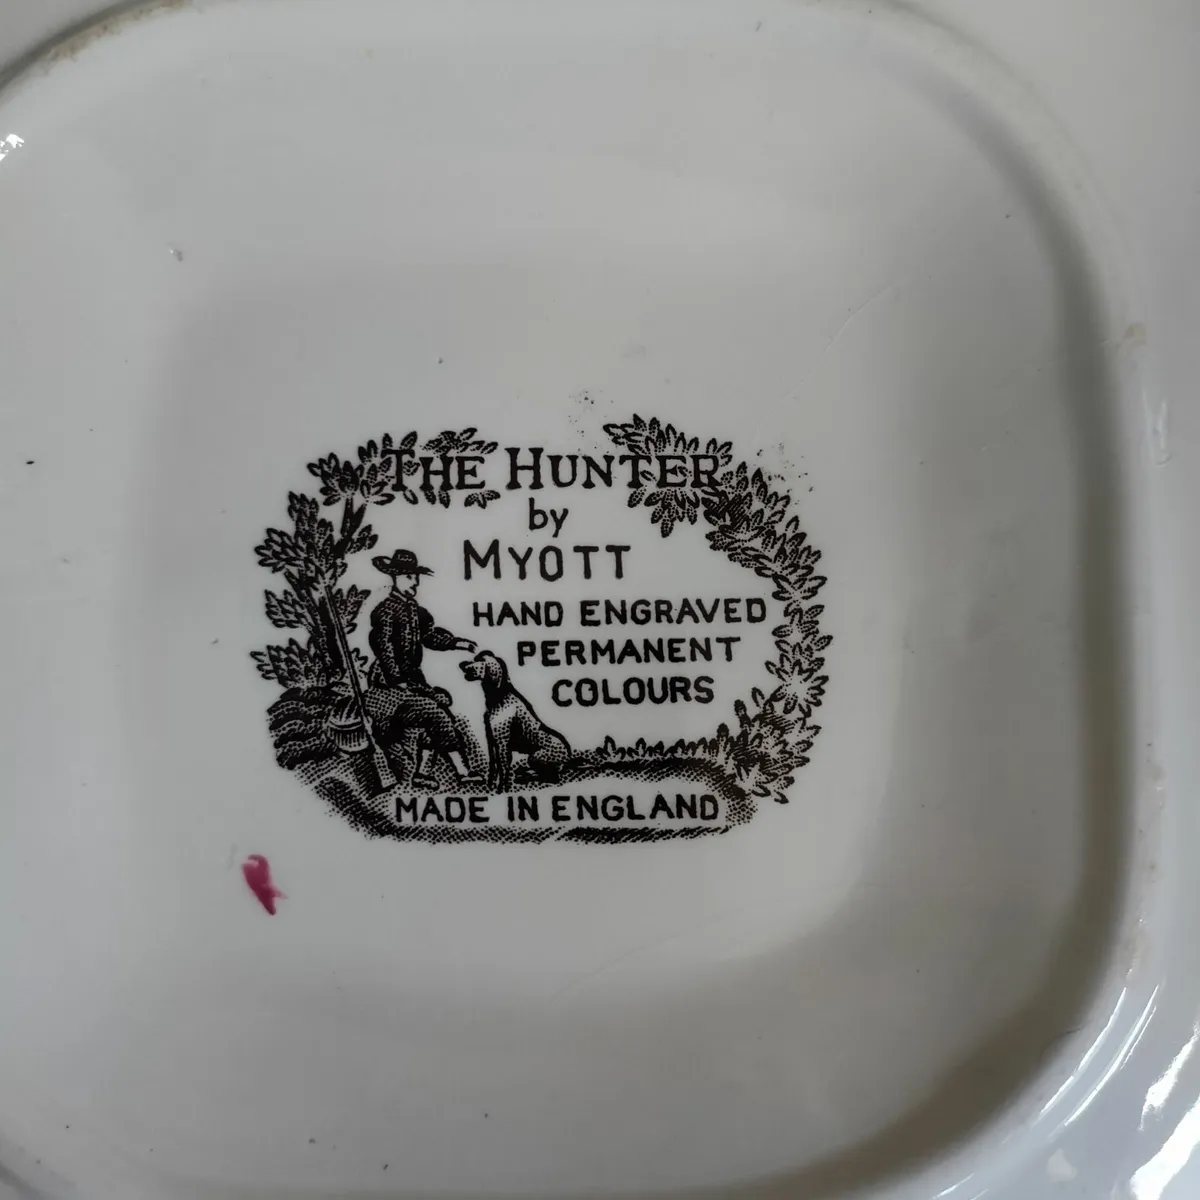 THE HUNTER
by
MYOTT
HAND ENGRAVED
PERMANENT
COLOURS
MADE IN ENGLAND